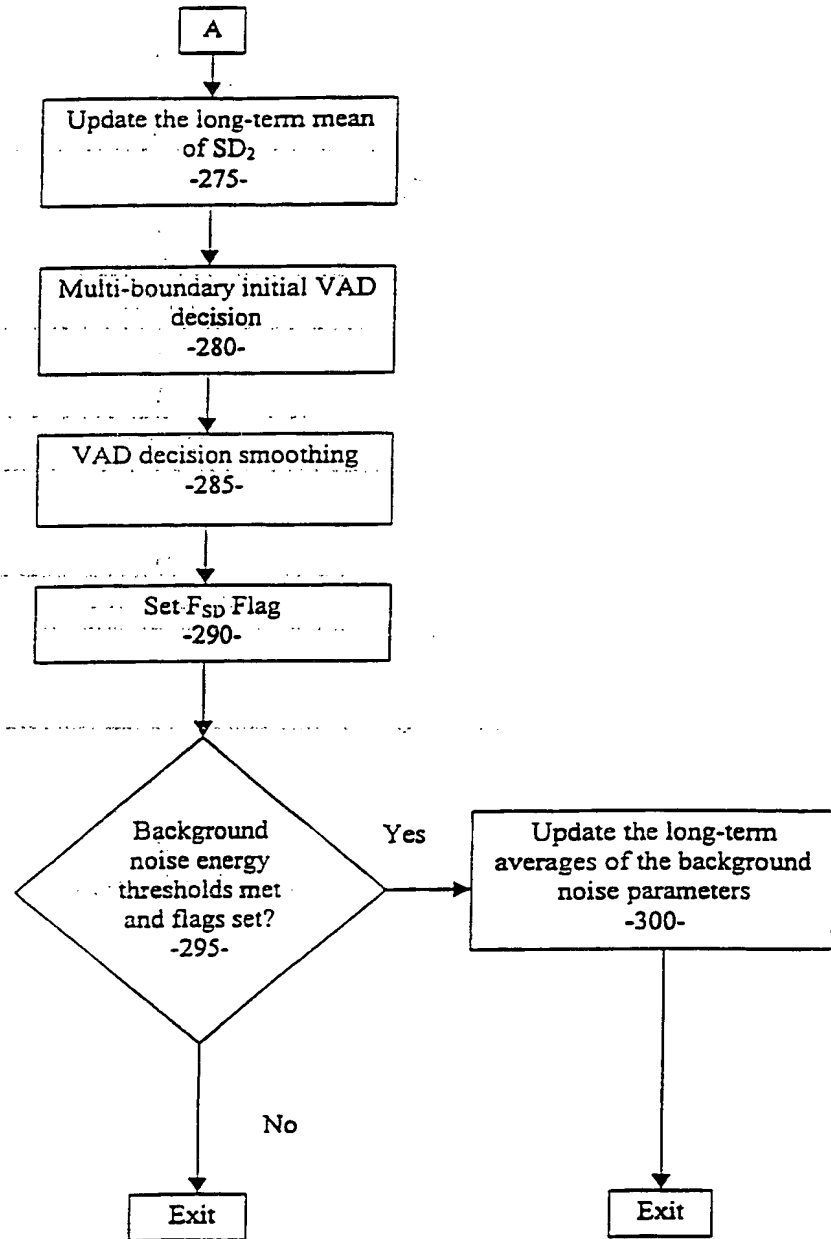 A
Update the long-term mean
of SD₂
-275-
Multi-boundary initial VAD
decision
-280-
VAD decision smoothing
-285-
Set F_SD Flag
-290-
Background
noise energy
thresholds met
and flags set?
-295-
Yes
Update the long-term
averages of the background
noise parameters
-300-
No
Exit
Exit